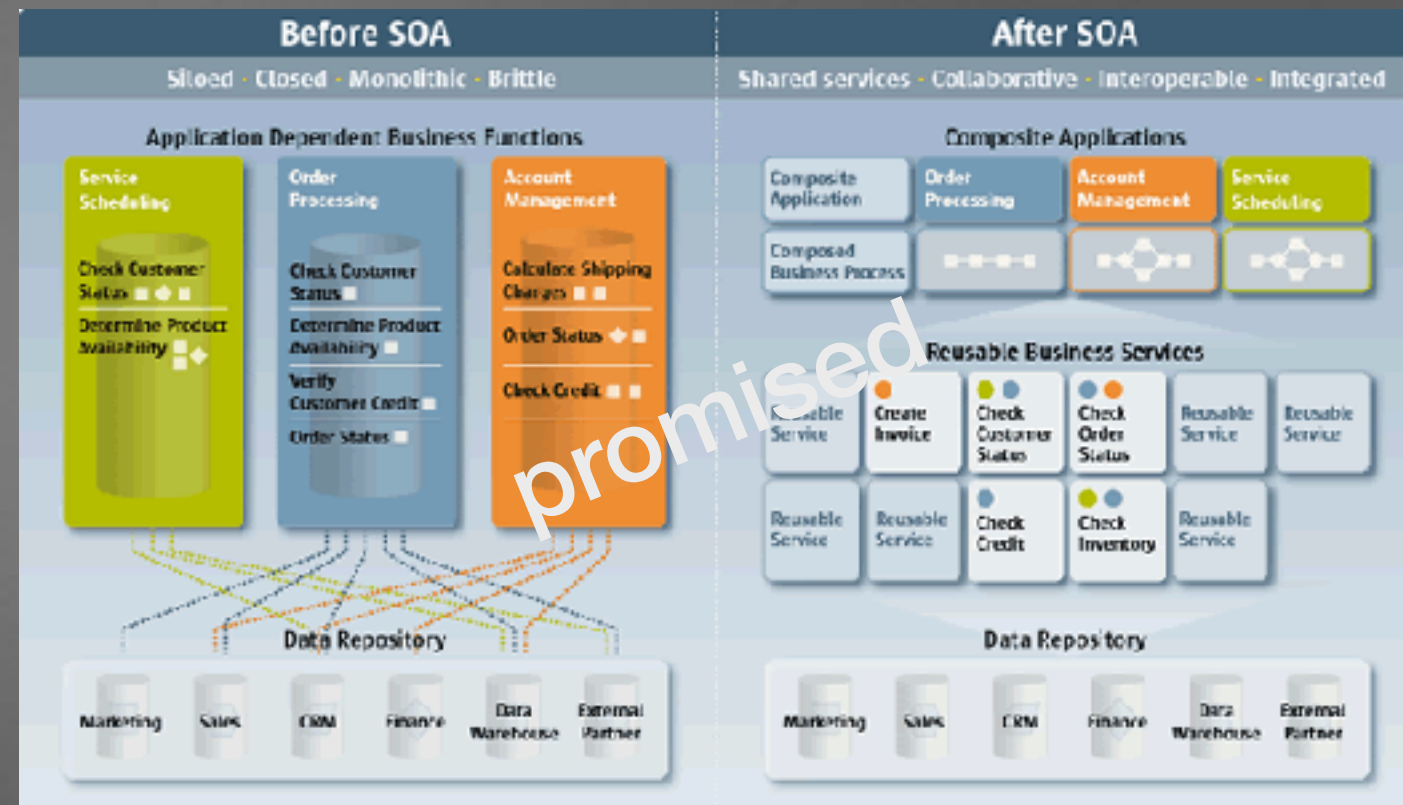 Before SOA
Siloed - Closed - Monolithic - Brittle
Application Dependent Business Functions
Service
Scheduling
Check Customer
Status
Determine Product
Availability
Order
Processing
Check Customer
Status
Determine Product
Availability
Verify
Customer Credit
Order Status
Account
Management
Calculate Shipping
Charges
Order Status
Check Credit
Data Repository
Marketing
Sales
CRM
Finance
Data
Warehouse
External
Partner
promised
After SOA
Shared services - Collaborative - Interoperable - Integrated
Composite Applications
Composite
Application
Order
Processing
Account
Management
Service
Scheduling
Composed
Business Process
Reusable Business Services
Reusable
Service
Create
Invoice
Check
Customer
Status
Check
Order
Status
Reusable
Service
Reusable
Service
Reusable
Service
Reusable
Service
Check
Credit
Check
Inventory
Reusable
Service
Data Repository
Marketing
Sales
CRM
Finance
Data
Warehouse
External
Partner